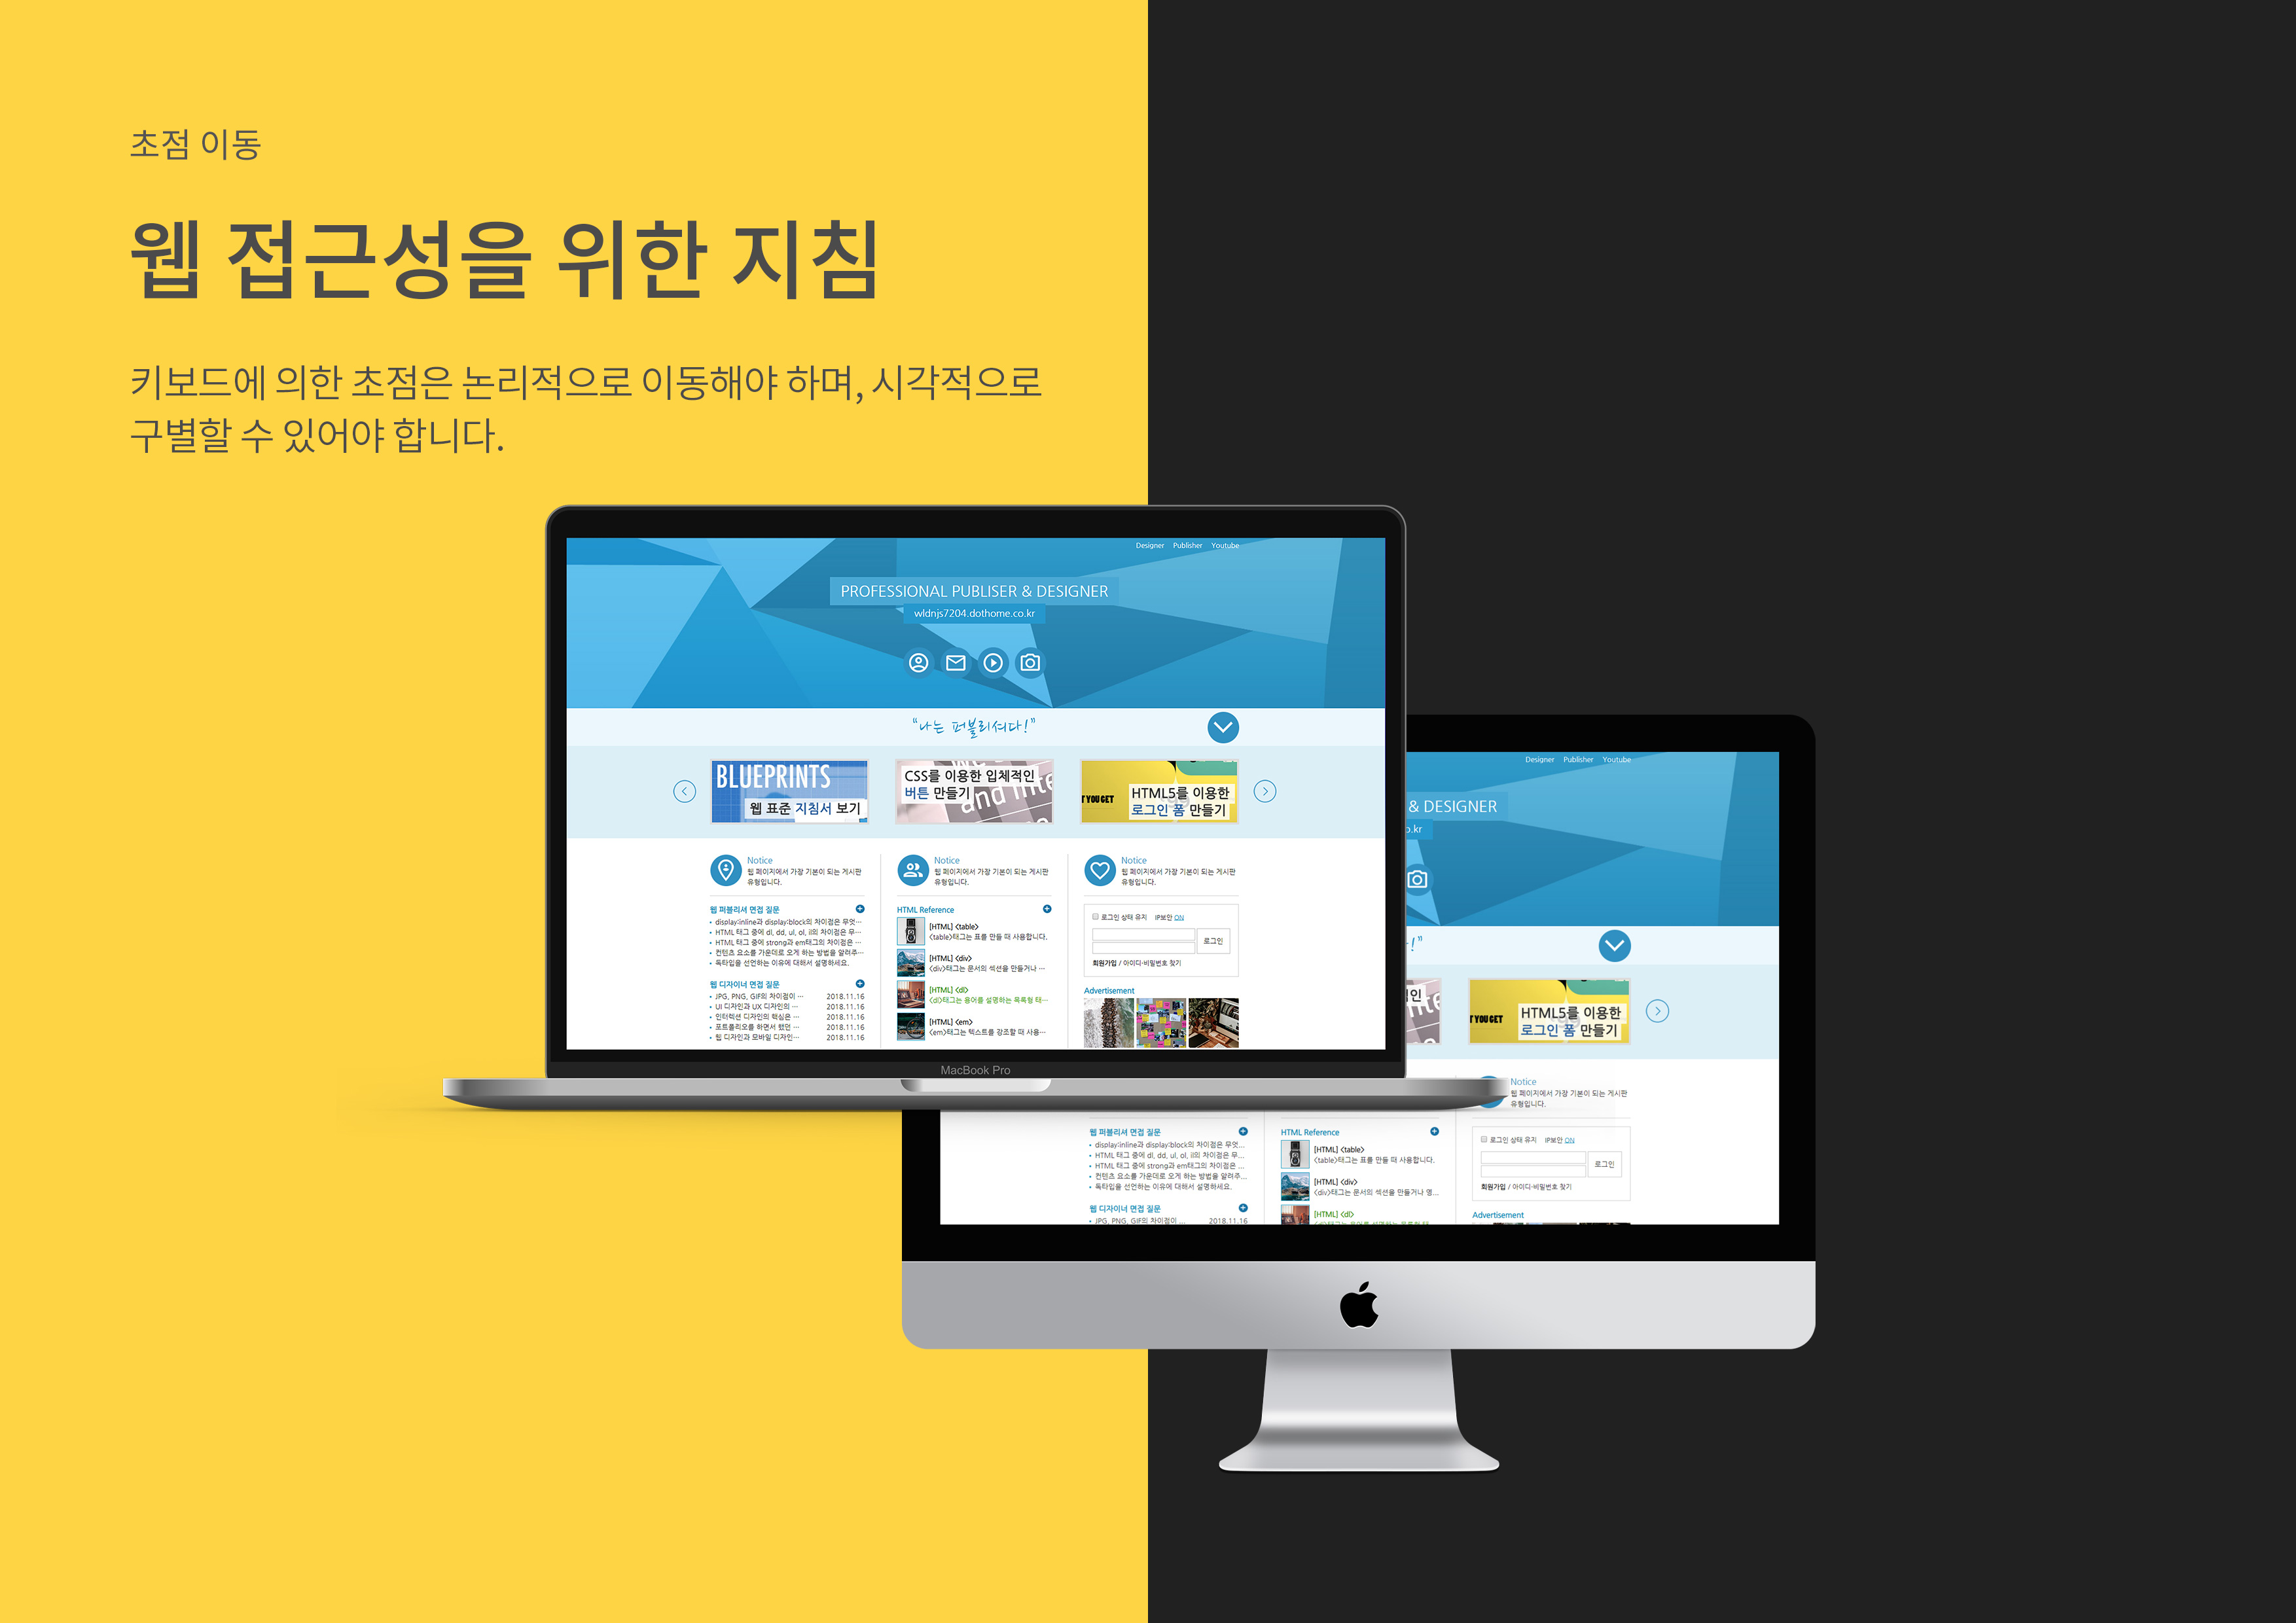 초점 이동
웹 접근성을 위한 지침
키보드에 의한 초점은 논리적으로 이동해야 하며, 시각적으로
구별할 수 있어야 합니다.
Designer Publisher Youtube
PROFESSIONAL PUBLISER & DESIGNER
wldnjs7204.dothome.co.kr
“나는 퍼블리셔다!”
BLUEPRINTS
웹 표준 지침서 보기
CSS를 이용한 입체적인
버튼 만들기
and inte
T YOU GET
HTML5를 이용한
로그인 폼 만들기
Notice
웹 페이지에서 가장 기본이 되는 게시판
유형입니다.
Notice
웹 페이지에서 가장 기본이 되는 게시판
유형입니다.
Notice
웹 페이지에서 가장 기본이 되는 게시판
유형입니다.
웹 퍼블리셔 면접 질문
display:inline과 display:block의 차이점은 무엇…
HTML 태그 중에 dl, dd, ul, ol, il의 차이점은 무…
HTML 태그 중에 strong과 em태그의 차이점은 …
컨텐츠 요소를 가운데로 오게 하는 방법을 알려주…
독타입을 선언하는 이유에 대해서 설명하세요.
웹 디자이너 면접 질문
JPG, PNG, GIF의 차이점이 … 2018.11.16
UI 디자인과 UX 디자인의 … 2018.11.16
인터렉션 디자인의 핵심은 … 2018.11.16
포트폴리오를 하면서 했던 … 2018.11.16
웹 디자인과 모바일 디자인… 2018.11.16
HTML Reference
[HTML] <table>
<table>태그는 표를 만들 때 사용합니다.
[HTML] <div>
<div>태그는 문서의 섹션을 만들거나 …
[HTML] <dl>
<dl>태그는 용어를 설명하는 목록형 태…
[HTML] <em>
<em>태그는 텍스트를 강조할 때 사용…
로그인 상태 유지 IP보안 ON
로그인
회원가입 / 아이디·비밀번호 찾기
Advertisement
MacBook Pro
Designer Publisher Youtube
& DESIGNER
o.kr
!”
인
T YOU GET
HTML5를 이용한
로그인 폼 만들기
Notice
웹 페이지에서 가장 기본이 되는 게시판
유형입니다.
웹 퍼블리셔 면접 질문
display:inline과 display:block의 차이점은 무엇...
HTML 태그 중에 dl, dd, ul, ol, il의 차이점은 무...
HTML 태그 중에 strong과 em태그의 차이점은 ...
컨텐츠 요소를 가운데로 오게 하는 방법을 알려주...
독타입을 선언하는 이유에 대해서 설명하세요.
웹 디자이너 면접 질문
JPG, PNG, GIF의 차이점이 ... 2018.11.16
HTML Reference
[HTML] <table>
<table>태그는 표를 만들 때 사용합니다.
[HTML] <div>
<div>태그는 문서의 섹션을 만들거나 영...
[HTML] <dl>
로그인 상태 유지 IP보안 ON
로그인
회원가입 / 아이디·비밀번호 찾기
Advertisement